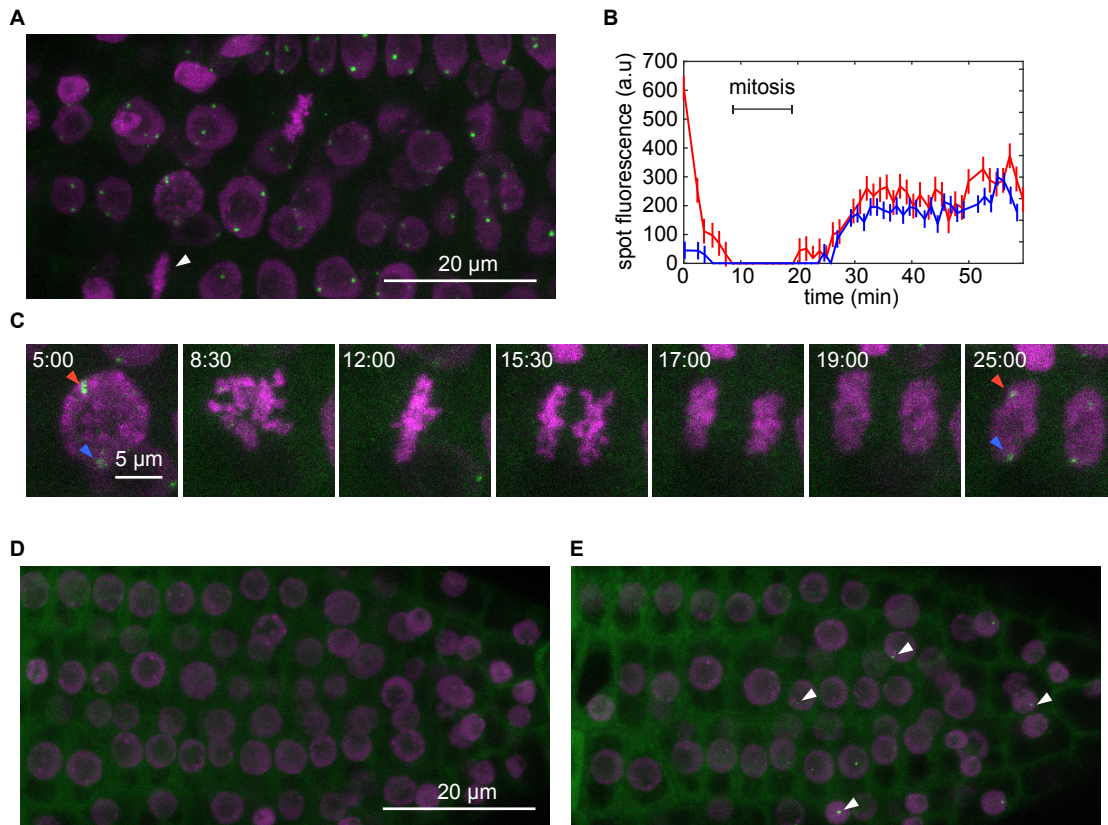 A
20 µm
B
spot fluorescence (a.u)
700
600
500
400
300
200
100
0
mitosis
0 10 20 30 40 50
time (min)
C
5:00 8:30 12:00 15:30 17:00 19:00 25:00
5 µm
D
20 µm
E